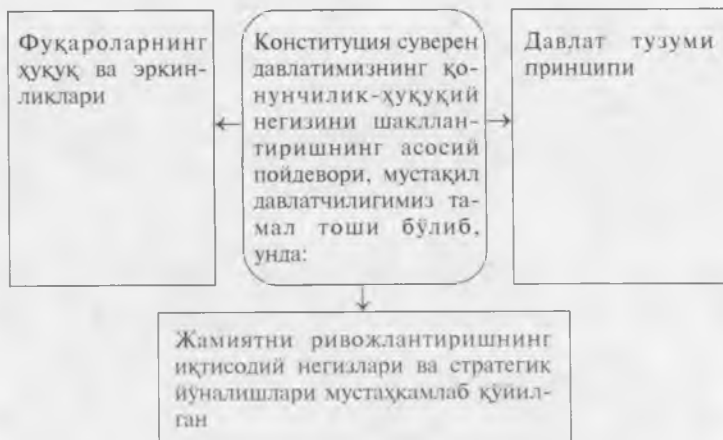 Фуқароларнинг
ҳуқуқ ва эркин-
ликлари
Конституция суверен
давлатимизнинг қо-
нунчилик-ҳуқуқий
негизини шакллан-
тиришнинг асосий
пойдевори, мустақил
давлатчилигимиз та-
мал тоши бўлиб,
унда:
Давлат тузуми
принципи
Жамиятни ривожлантиришнинг
иқтисодий негизлари ва стратегик
йўналишлари мустаҳкамлаб қўйил-
ган